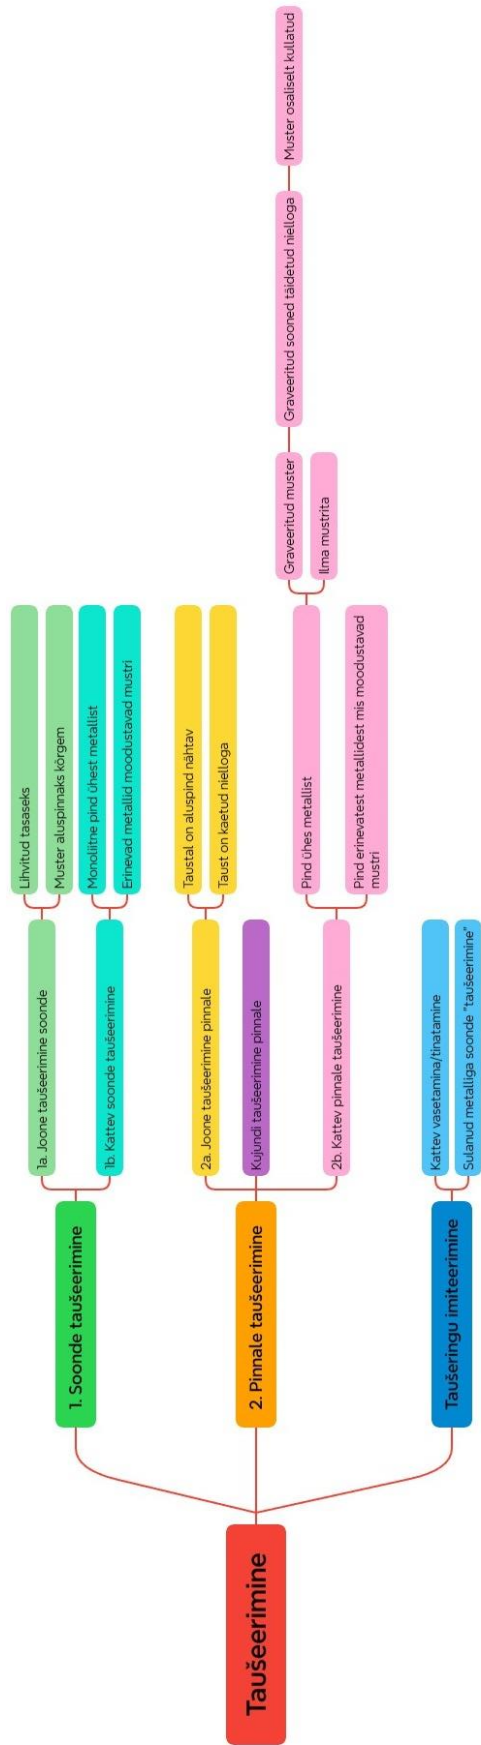 Taušeerimine
1. Soonde taušeerimine
1a. Joone taušeerimine soonde
Lihvitud tasaseks
Muster aluspinnaks kõrgem
1b. Kattev soonde taušeerimine
Monoliitne pind ühest metallist
Erinevad metallid moodustavad mustri
2. Pinnale taušeerimine
2a. Joone taušeerimine pinnale
Taustal on aluspind nähtav
Taust on kaetud nielloga
Kujundi taušeerimine pinnale
2b. Kattev pinnale taušeerimine
Pind ühes metallist
Graveeritud muster
Graveeritud sooned täidetud nielloga
Muster osaliselt kullatud
Ilma mustrita
Pind erinevatest metallidest mis moodustavad
mustri
Taušeringu imiteerimine
Kattev vasetamina/tinatamine
Sulanud metalliga soonde "taušeerimine"